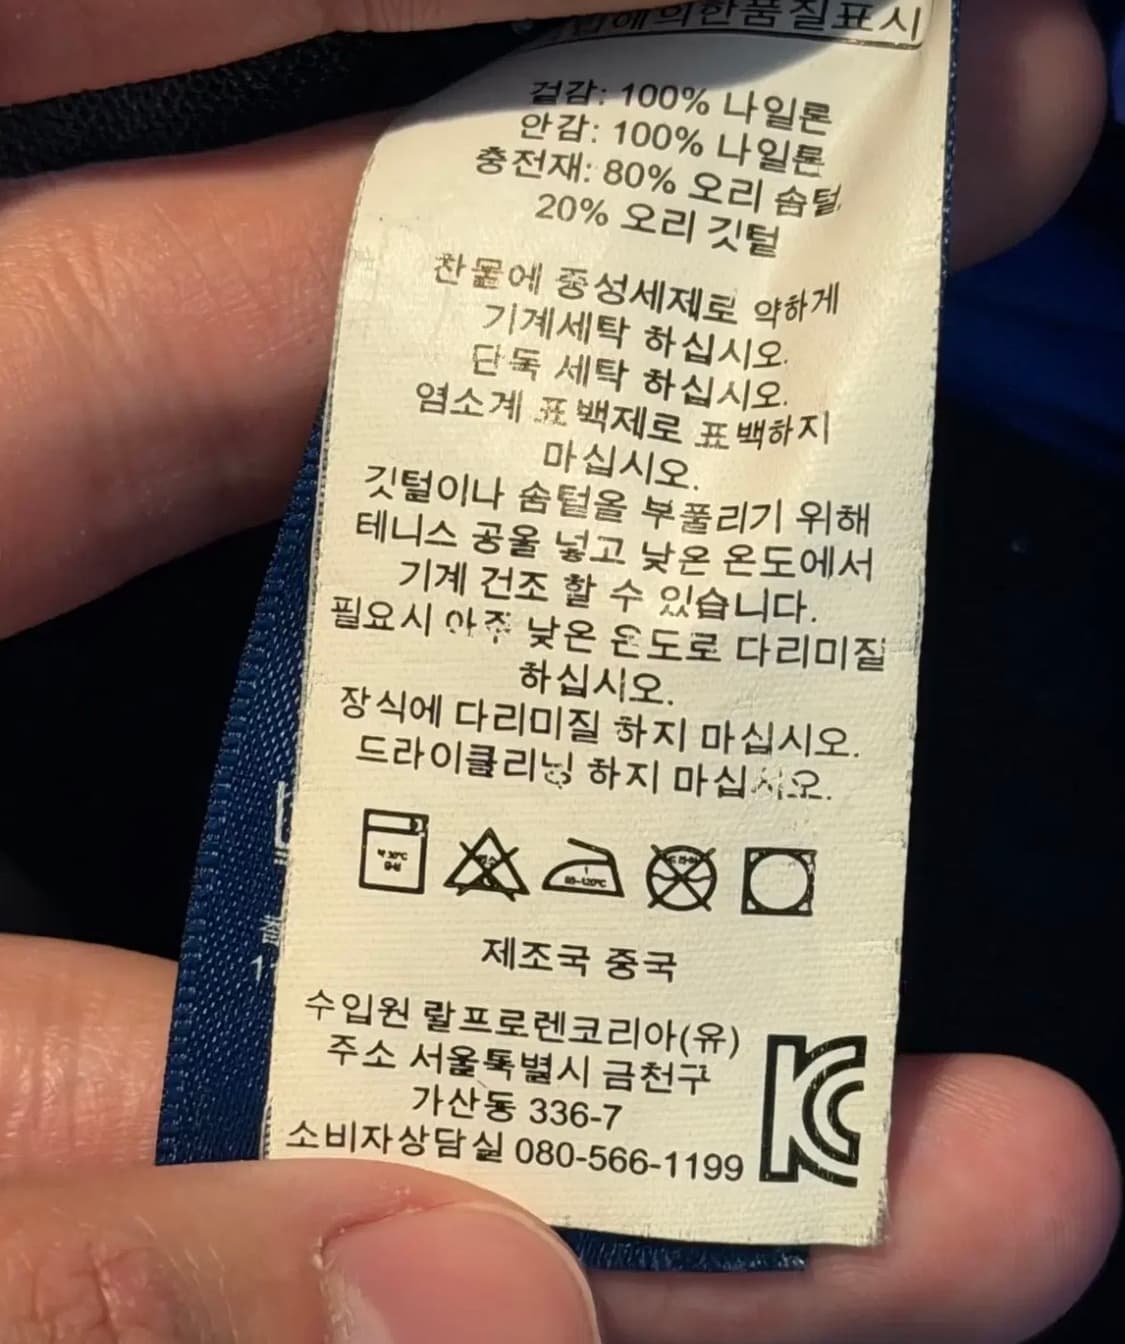 의한품질표시
겉감: 100% 나일론
안감: 100% 나일론
충전재: 80% 오리 솜털
20% 오리 깃털
찬물에 중성세제로 약하게
기계세탁 하십시오.
단독 세탁 하십시오.
염소계 표백제로 표백하지
마십시오.
깃털이나 솜털을 부풀리기 위해
테니스 공을 넣고 낮은 온도에서
기계 건조 할 수 있습니다.
필요시 아주 낮은 온도로 다리미질
하십시오.
장식에 다리미질 하지 마십시오.
드라이클리닝 하지 마십시오.
제조국 중국
수입원 랄프로렌코리아(유)
주소 서울특별시 금천구
가산동 336-7
소비자상담실 080-566-1199